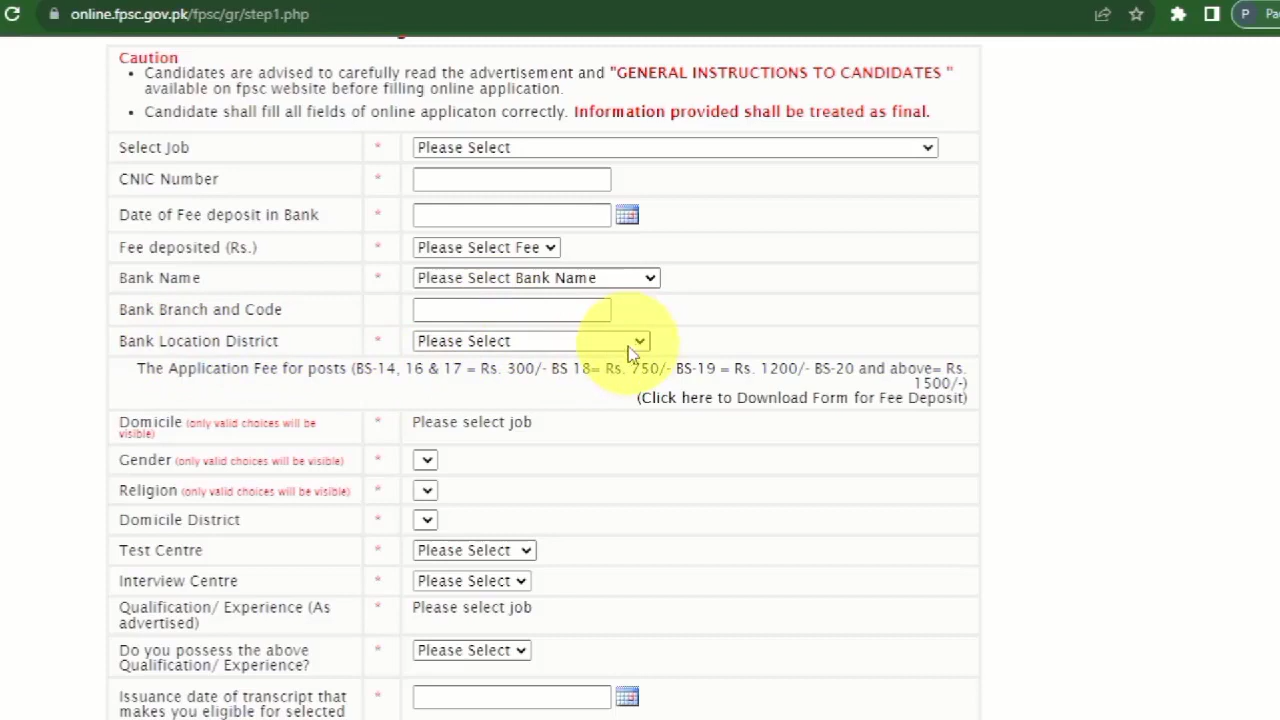 online.fpsc.gov.pk/fpsc/gr/step1.php
P Pa
Caution
• Candidates are advised to carefully read the advertisement and "GENERAL INSTRUCTIONS TO CANDIDATES "
available on fpsc website before filling online application.
• Candidate shall fill all fields of online applicaton correctly. Information provided shall be treated as final.
Select Job * Please Select
CNIC Number *
Date of Fee deposit in Bank *
Fee deposited (Rs.) * Please Select Fee
Bank Name * Please Select Bank Name
Bank Branch and Code
Bank Location District * Please Select
The Application Fee for posts (BS-14, 16 & 17 = Rs. 300/- BS 18= Rs. 750/- BS-19 = Rs. 1200/- BS-20 and above= Rs.
1500/-)
(Click here to Download Form for Fee Deposit)
Domicile (only valid choices will be
visible) * Please select job
Gender (only valid choices will be visible) *
Religion (only valid choices will be visible) *
Domicile District *
Test Centre * Please Select
Interview Centre * Please Select
Qualification/ Experience (As
advertised) * Please select job
Do you possess the above
Qualification/ Experience? * Please Select
Issuance date of transcript that
makes you eligible for selected *